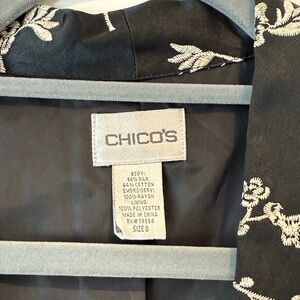 CHICO'S
BODY:
56% SILK
44% COTTON
EMBROIDERY:
100% RAYON
LINING:
100% POLYESTER
MADE IN CHINA
SIZE 0